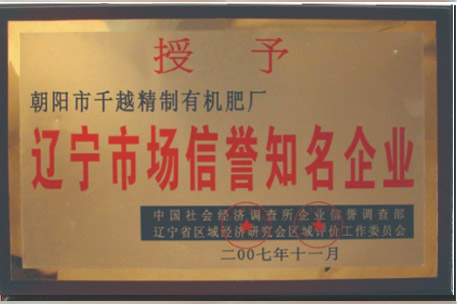 授予
朝阳市千越精制有机肥厂
辽宁市场信誉知名企业
中国社会经济调查所企业信誉调查部
辽宁省区域经济研究会区域评价工作委员会
二00七年十一月